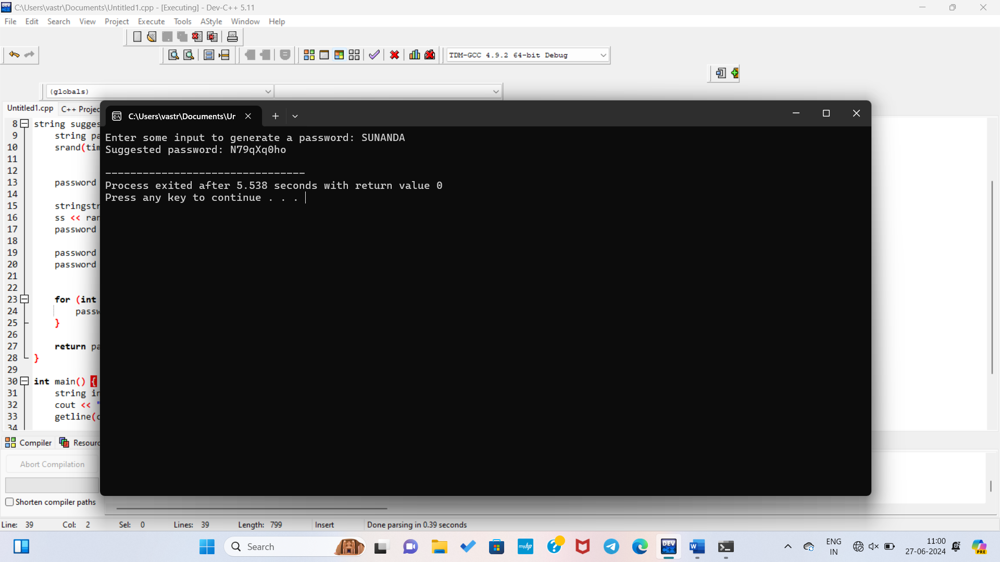 C:\Users\vastr\Documents\Untitled1.cpp - [Executing] - Dev-C++ 5.11
File Edit Search View Project Execute Tools AStyle Window Help
TDM-GCC 4.9.2 64-bit Debug
(globals)
Untitled1.cpp C++ Projec
C:\Users\vastr\Documents\Ur
Enter some input to generate a password: SUNANDA
Suggested password: N79qXq0ho
--------------------------------
Process exited after 5.538 seconds with return value 0
Press any key to continue . . .
8 string sugges
9 string pa
10 srand(tim
11
12
13 password
14
15 stringstr
16 ss << ran
17 password
18
19 password
20 password
21
22
23 for (int
24 passw
25 }
26
27 return pa
28 }
29
30 int main() {
31 string in
32 cout << "
33 getline(c
34
Compiler Resourc
Abort Compilation
Shorten compiler paths
Line: 39 Col: 2 Sel: 0 Lines: 39 Length: 799 Insert Done parsing in 0.39 seconds
Search
myhp
DEV
C++
W
ENG
IN
11:00
27-06-2024
PRE